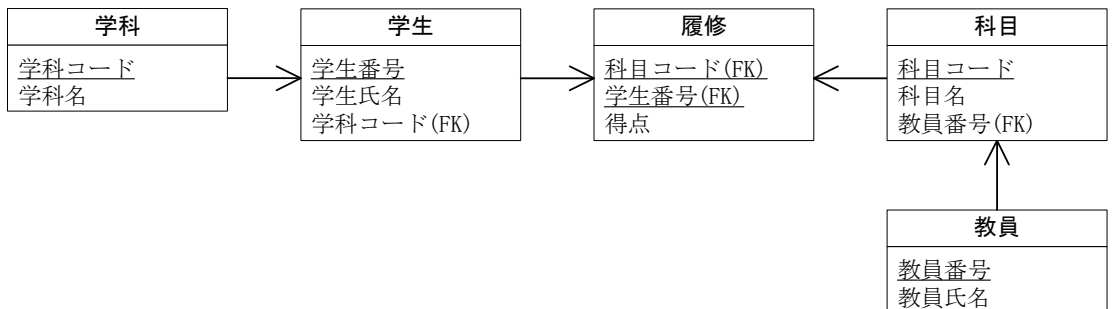 学科
学科コード
学科名
学生
学生番号
学生氏名
学科コード(FK)
履修
科目コード(FK)
学生番号(FK)
得点
科目
科目コード
科目名
教員番号(FK)
教員
教員番号
教員氏名